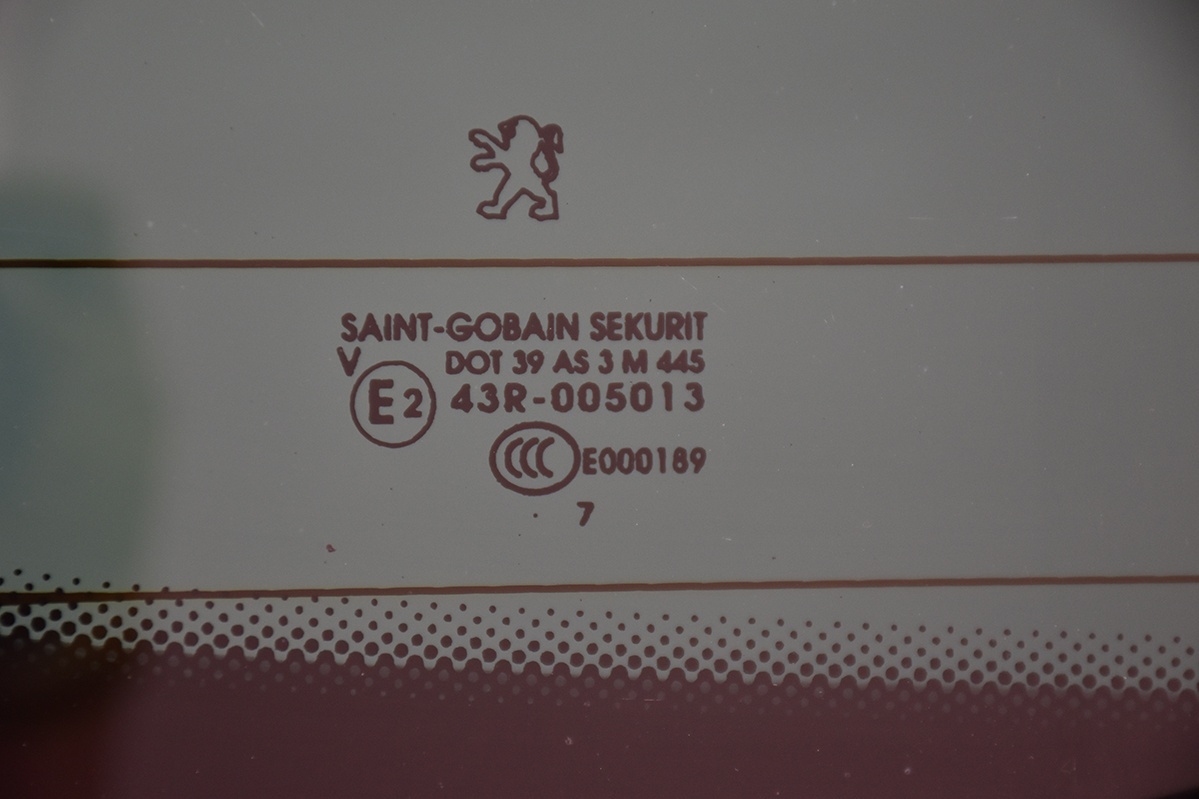 SAINT-GOBAIN SEKURIT
V DOT 39 AS 3 M 445
E2 43R-005013
CCC E000189
7